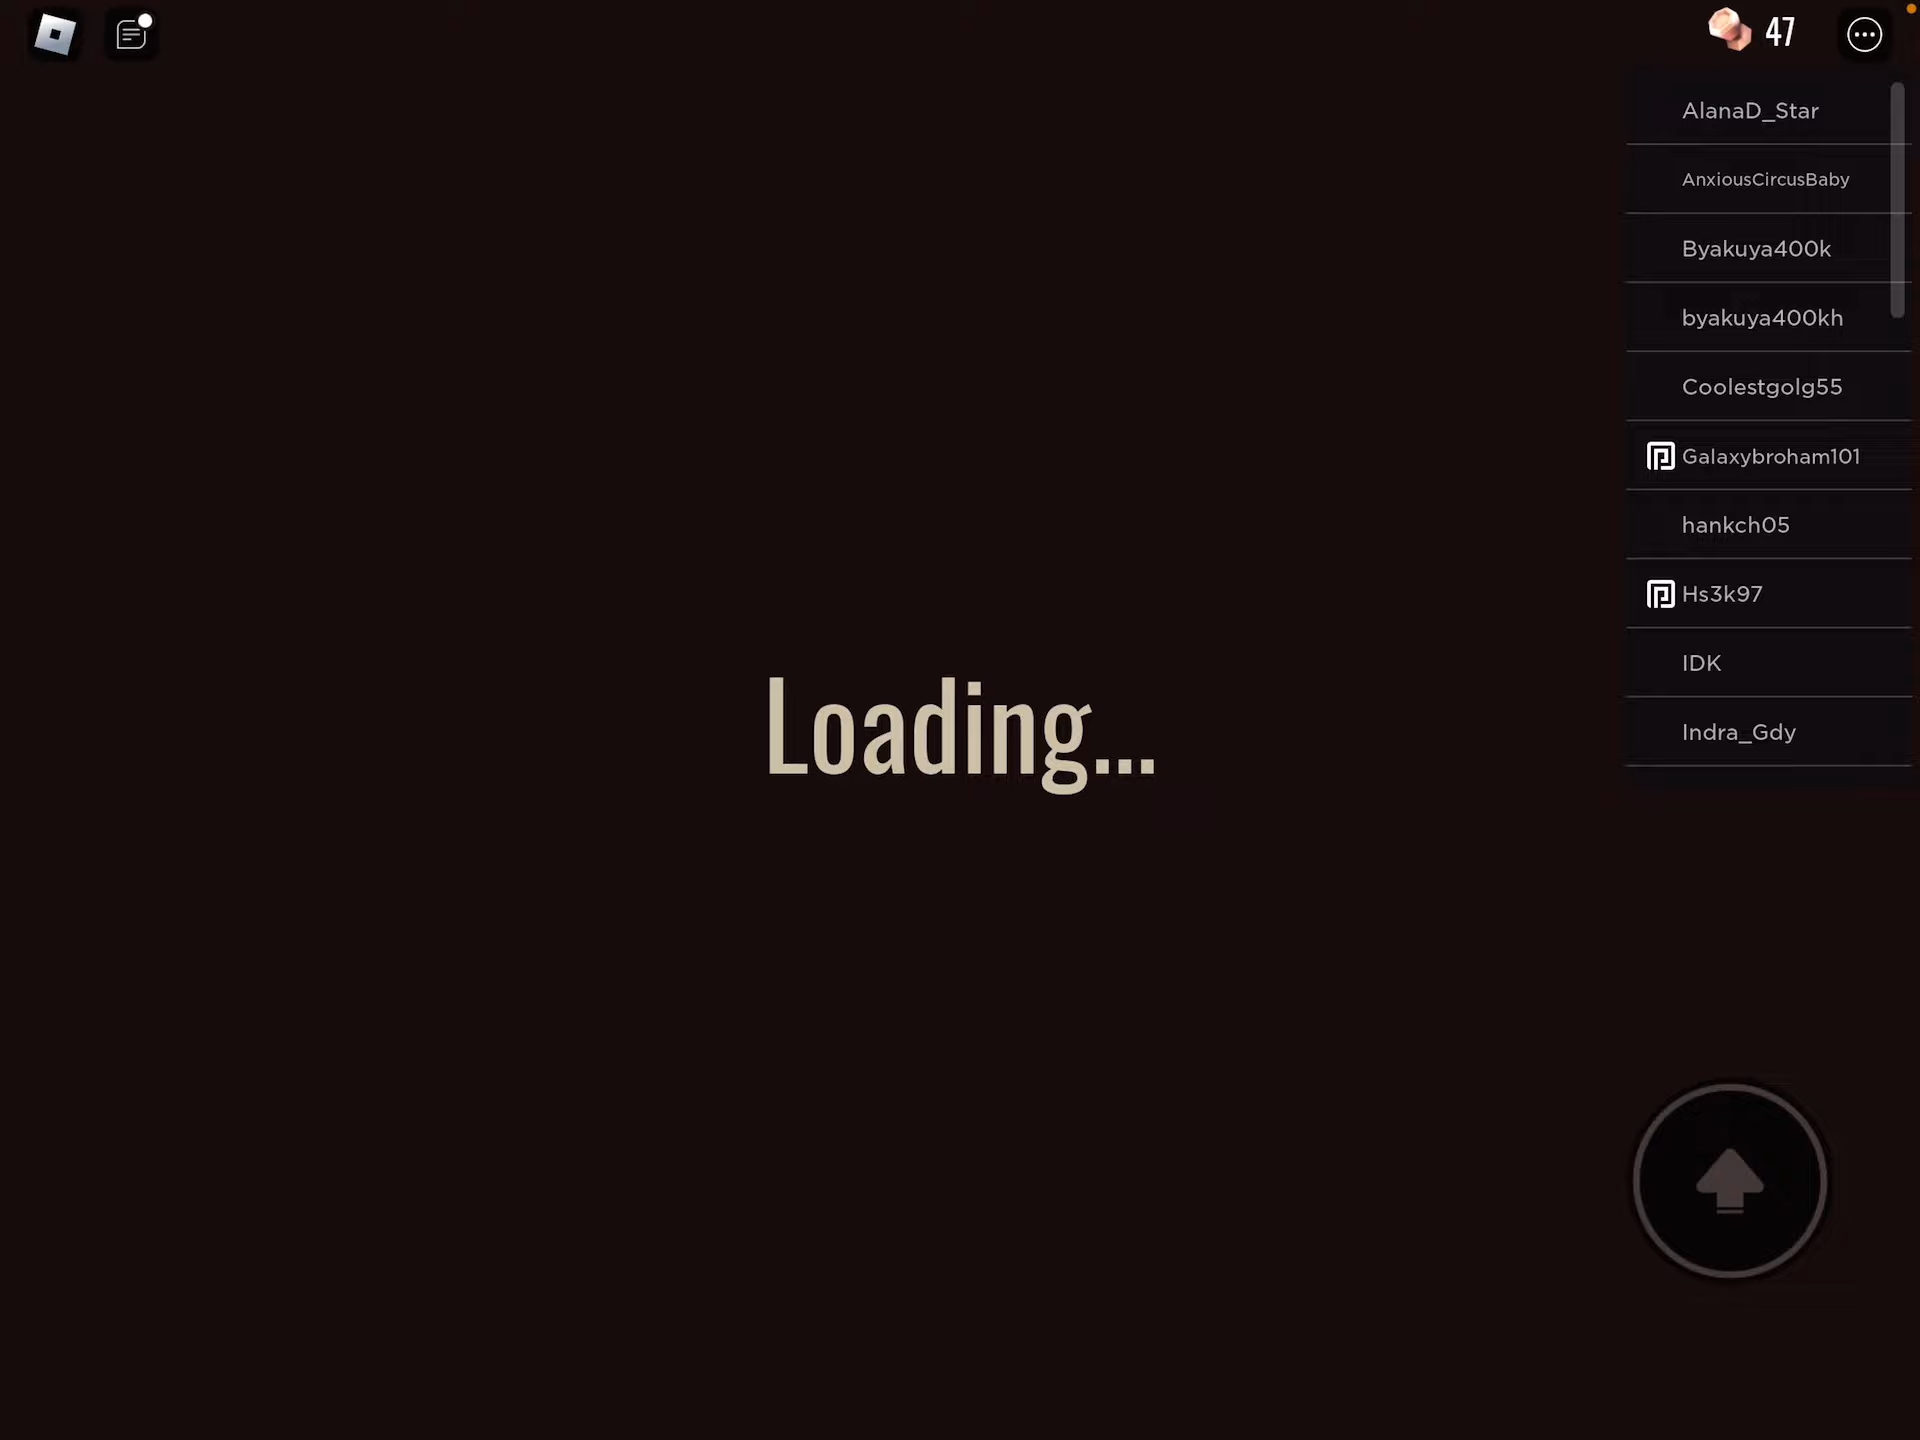 47
AlanaD_Star
AnxiousCircusBaby
Byakuya400k
byakuya400kh
Coolestgolg55
Galaxybroham101
hankch05
Hs3k97
IDK
Indra_Gdy
Loading...